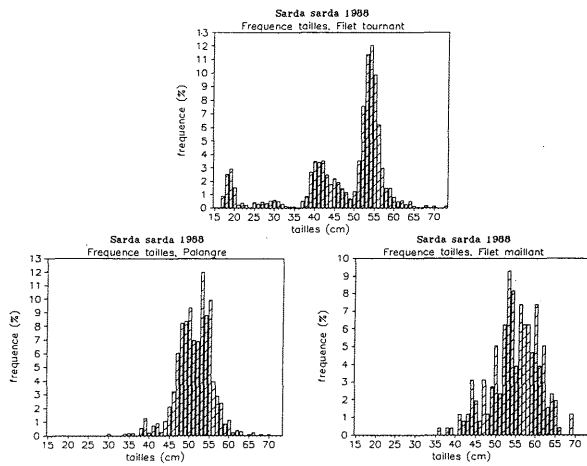 Sarda sarda 1988
Frequence tailles, Filet tournant
frequence (%)
13
12
11
10
9
8
7
6
5
4
3
2
1
0
15 20 25 30 35 40 45 50 55 60 65 70
tailles (cm)
Sarda sarda 1988
Frequence tailles, Palangre
frequence (%)
13
12
11
10
9
8
7
6
5
4
3
2
1
0
15 20 25 30 35 40 45 50 55 60 65 70
tailles (cm)
Sarda sarda 1988
Frequence tailles, Filet maillant
frequence (%)
10
9
8
7
6
5
4
3
2
1
0
15 20 25 30 35 40 45 50 55 60 65 70
tailles (cm)